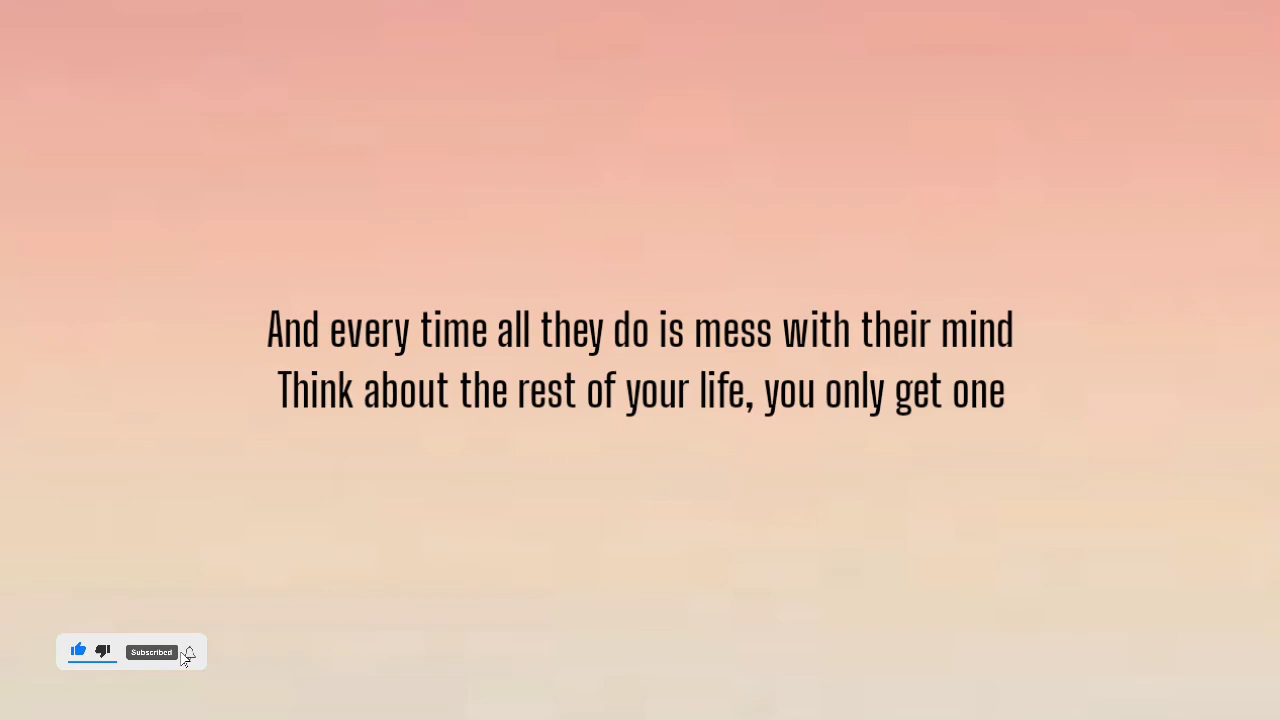 And every time all they do is mess with their mind
Think about the rest of your life, you only get one
Subscribed